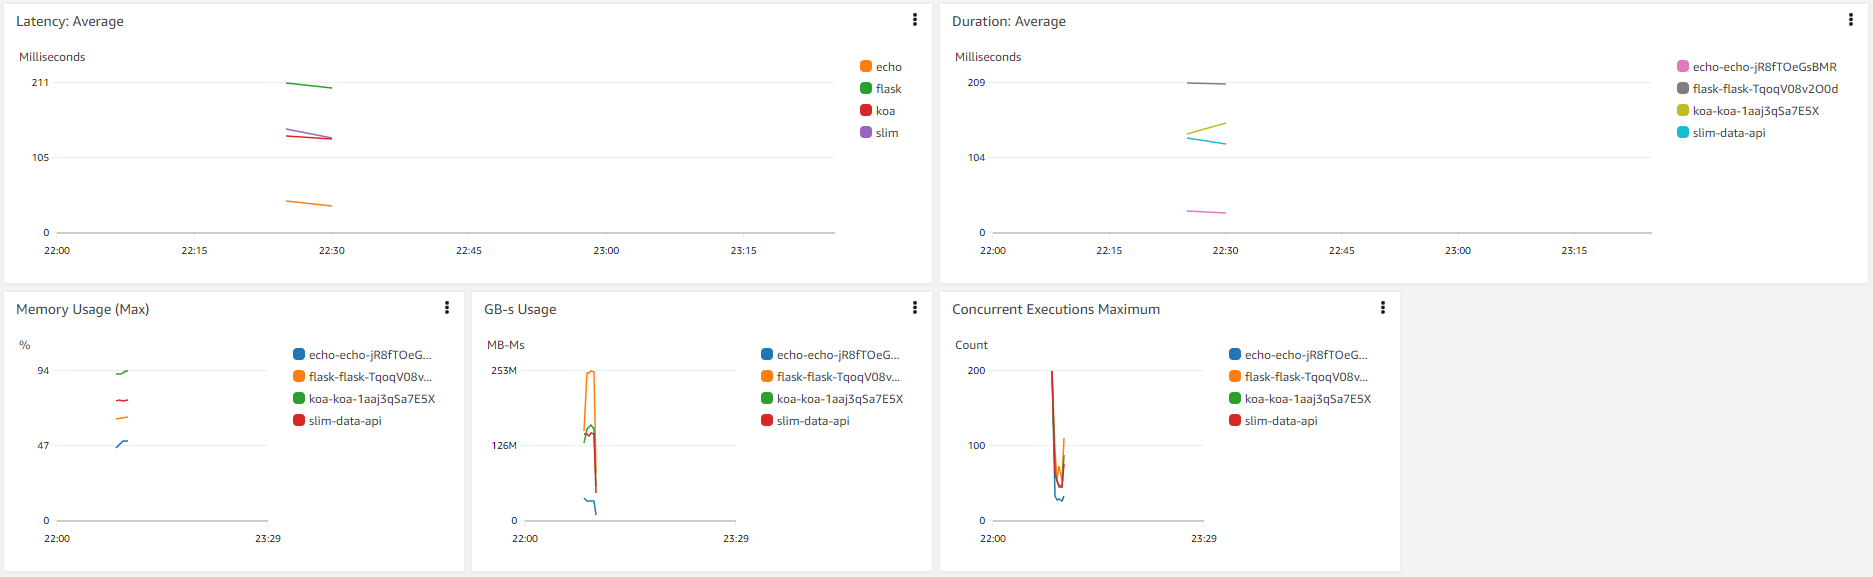 Latency: Average
Milliseconds
211
105
0
22:00
22:15
22:30
22:45
23:00
23:15
echo
flask
koa
slim
Duration: Average
Milliseconds
209
104
0
22:00
22:15
22:30
22:45
23:00
23:15
echo-echo-jR8fTOeGsBMR
flask-flask-TqoqV08v2O0d
koa-koa-1aaj3qSa7E5X
slim-data-api
Memory Usage (Max)
%
94
47
0
22:00
23:29
echo-echo-jR8fTOeG...
flask-flask-TqoqV08v...
koa-koa-1aaj3qSa7E5X
slim-data-api
GB-s Usage
MB-Ms
253M
126M
0
22:00
23:29
echo-echo-jR8fTOeG...
flask-flask-TqoqV08v...
koa-koa-1aaj3qSa7E5X
slim-data-api
Concurrent Executions Maximum
Count
200
100
0
22:00
23:29
echo-echo-jR8fTOeG...
flask-flask-TqoqV08v...
koa-koa-1aaj3qSa7E5X
slim-data-api